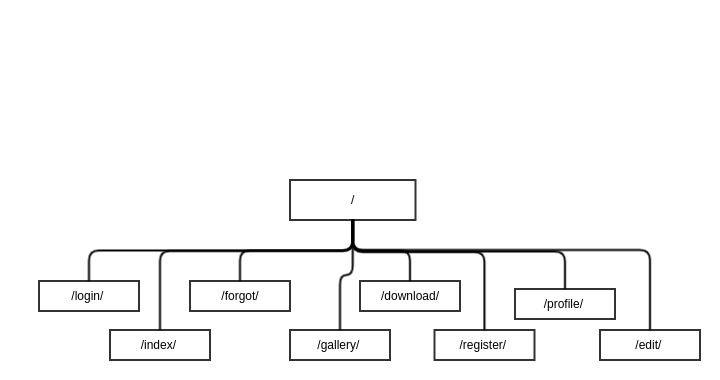 /
/login/
/forgot/
/download/
/profile/
/index/
/gallery/
/register/
/edit/